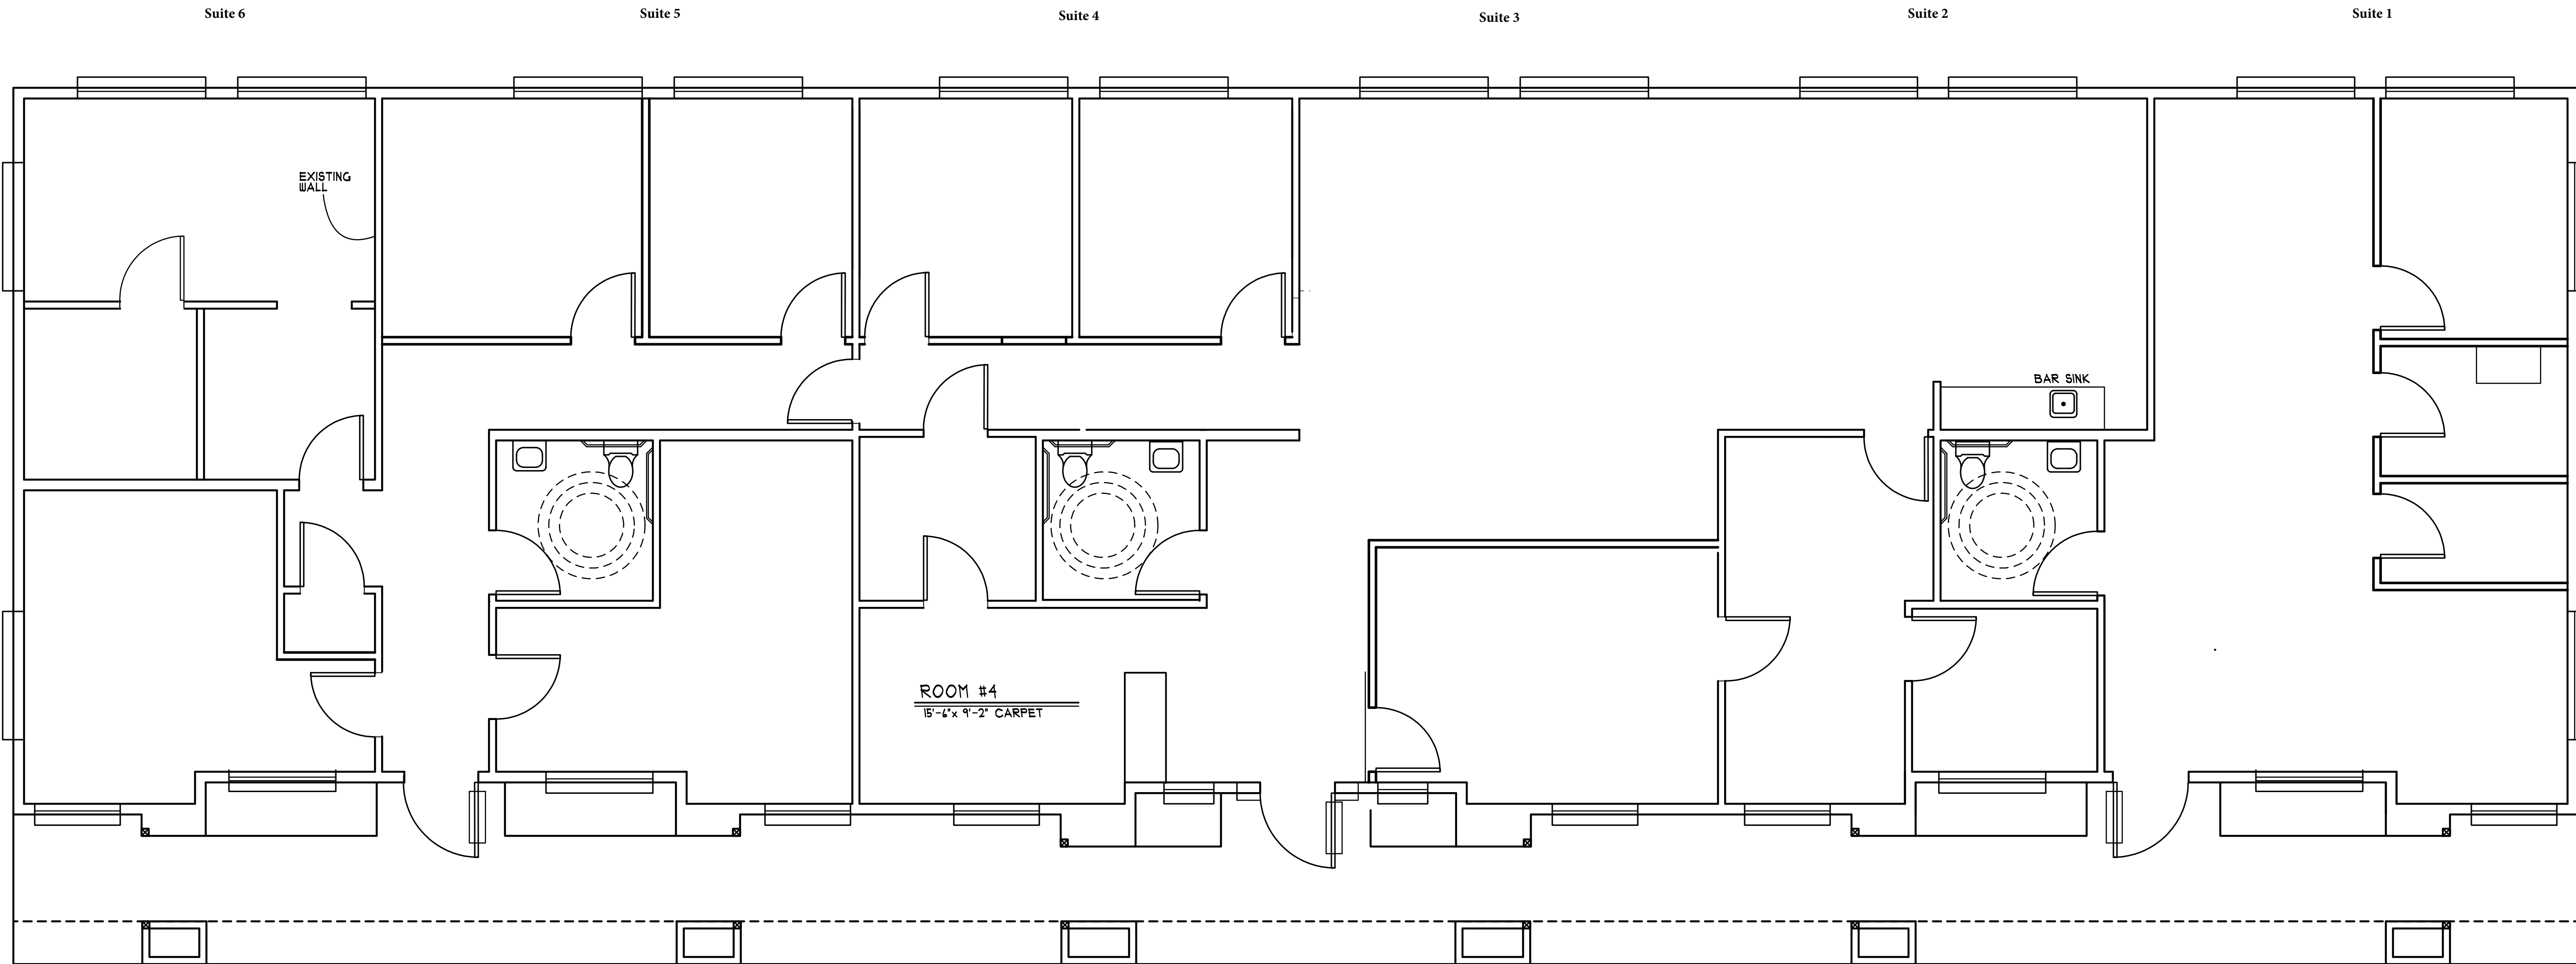 Suite 6
Suite 5
Suite 4
Suite 3
Suite 2
Suite 1
EXISTING
WALL
BAR SINK
ROOM #4
15'-6"x 9'-2" CARPET